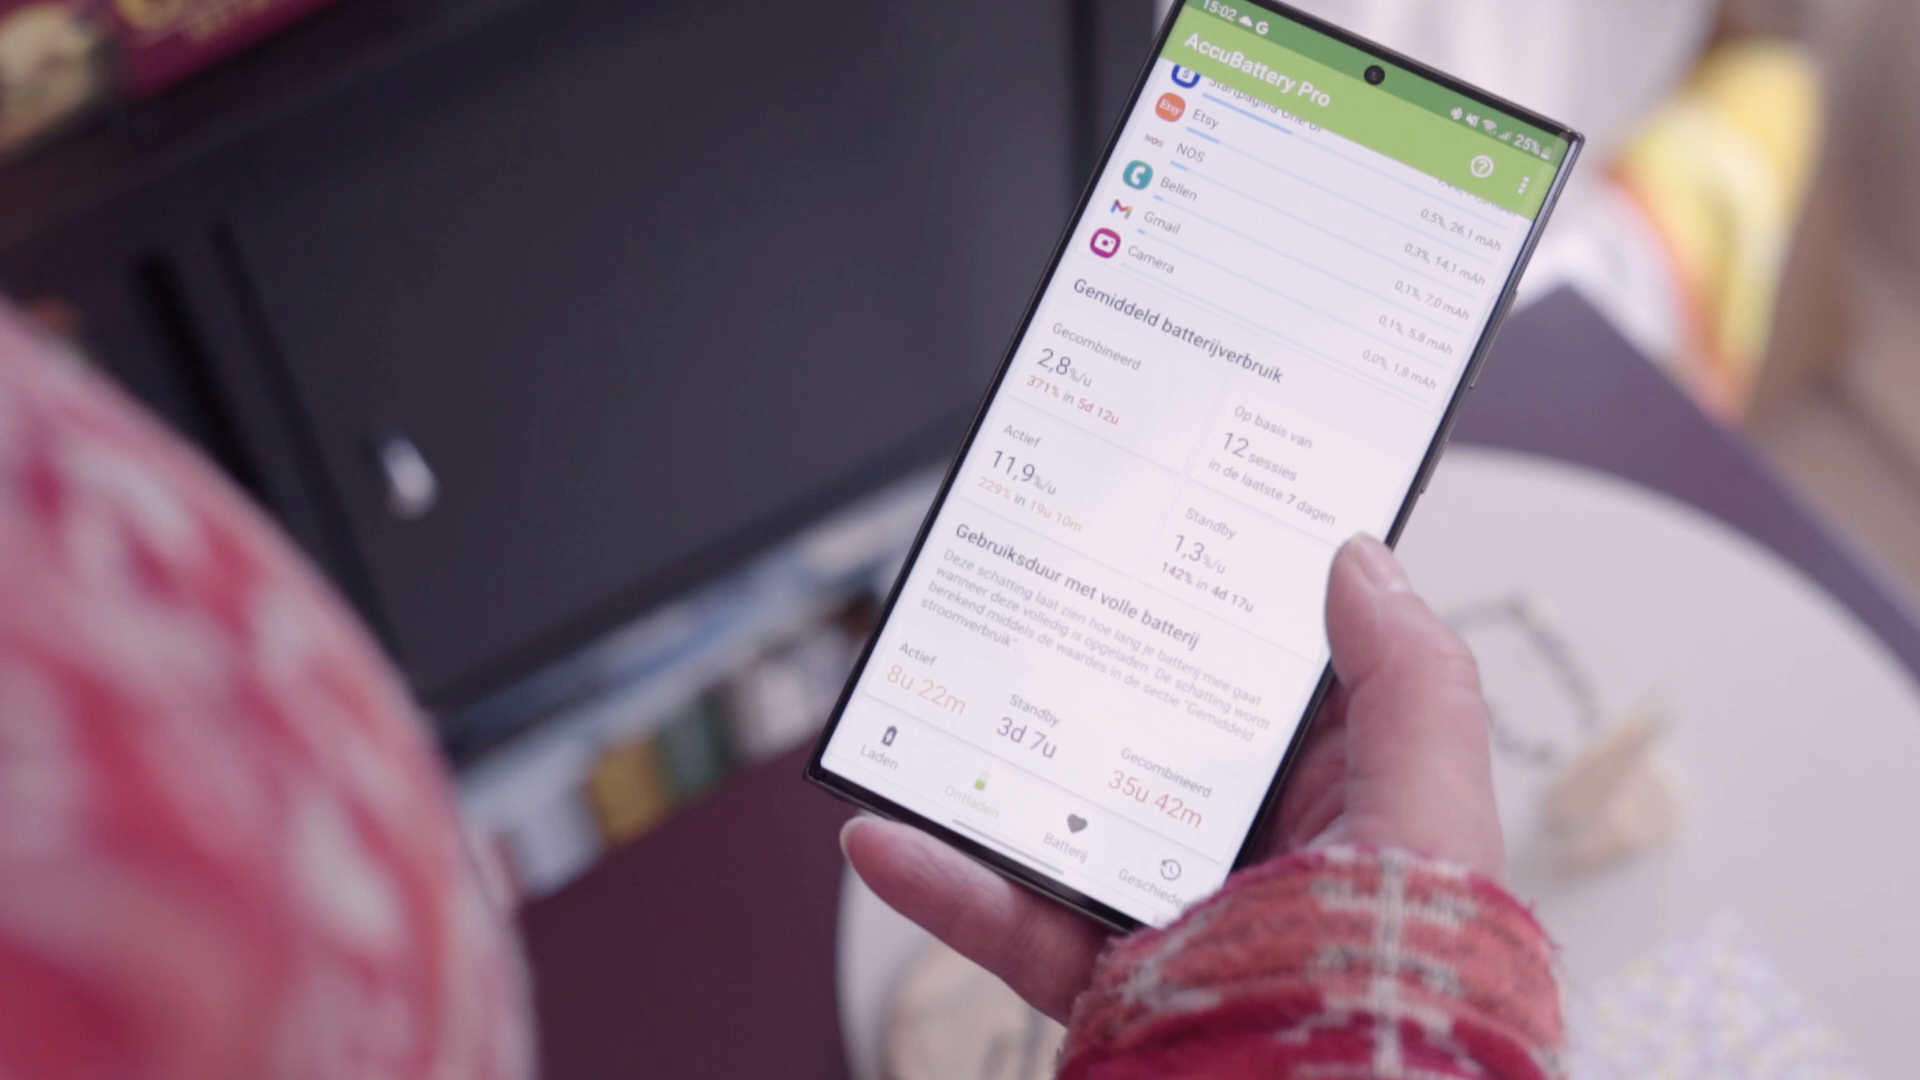 15:02 G
25%
AccuBattery Pro
Startpagina One UI
Etsy
0,5%, 26,1 mAh
NOS NOS
0,3%, 14,1 mAh
Bellen
0,1%, 7,0 mAh
Gmail
0,1%, 5,8 mAh
Camera
0,0%, 1,8 mAh
Gemiddeld batterijverbruik
Gecombineerd
2,8%/u
371% in 5d 12u
Op basis van
12 sessies
in de laatste 7 dagen
Actief
11,9%/u
229% in 19u 10m
Standby
1,3%/u
142% in 4d 17u
Gebruiksduur met volle batterij
Deze schatting laat zien hoe lang je batterij mee gaat
wanneer deze volledig is opgeladen. De schatting wordt
berekend middels de waardes in de sectie "Gemiddeld
stroomverbruik".
Actief
8u 22m
Standby
3d 7u
Gecombineerd
35u 42m
Laden
Ontladen
Batterij
Geschieden